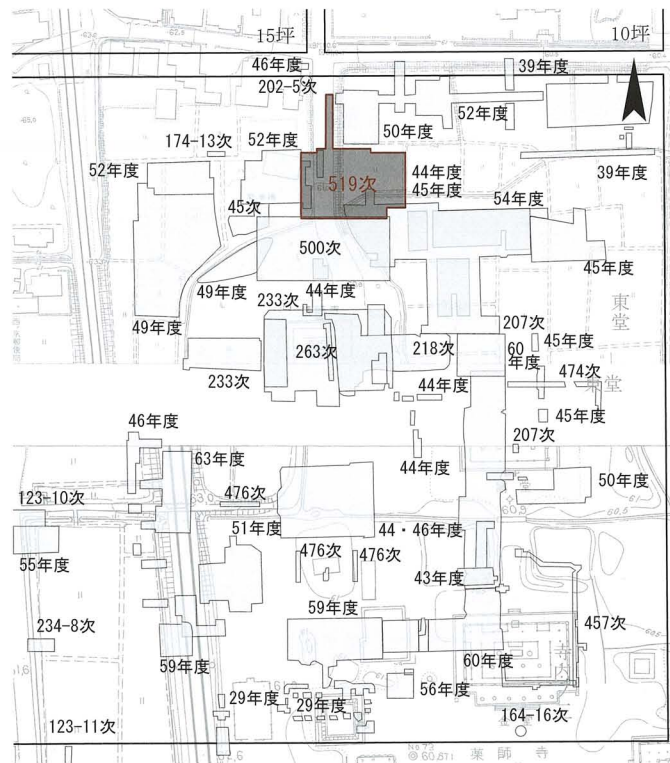 15坪
10坪
46年度
202-5次
39年度
50年度
52年度
174-13次
52年度
52年度
519次
44年度
45年度
39年度
54年度
45次
500次
45年度
49年度
44年度
49年度
233次
207次
東堂
263次
218次
60年度
45年度
233次
474次
44年度
東堂
45年度
207次
46年度
44年度
63年度
50年度
123-10次
476次
51年度
44・46年度
55年度
476次
476次
43年度
59年度
457次
234-8次
59年度
60年度
29年度
29年度
56年度
164-16次
123-11次
薬師寺